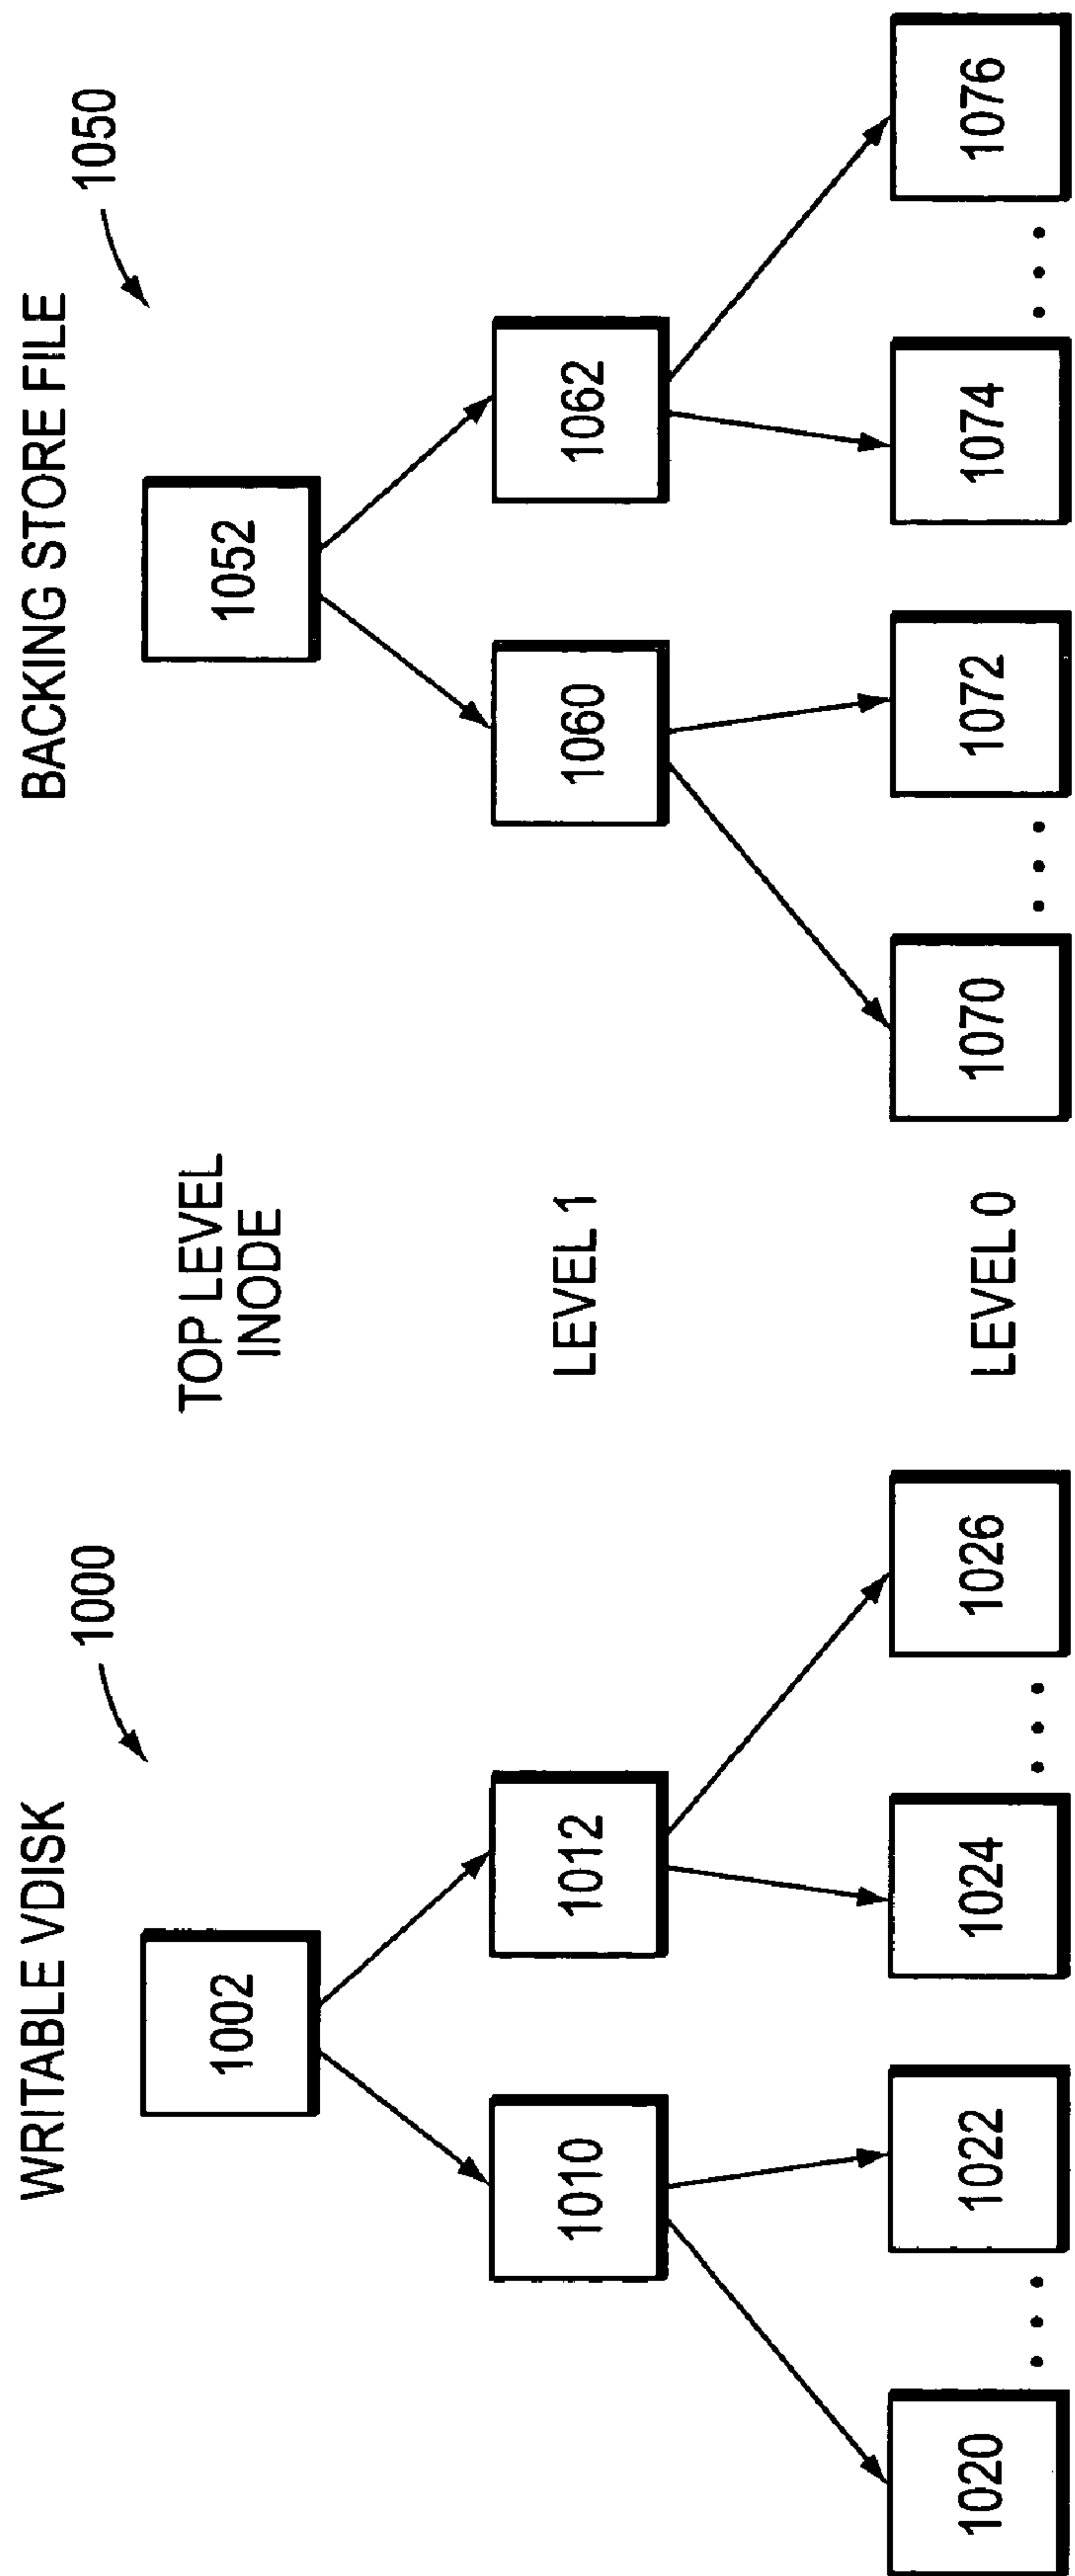 WRITABLE VDISK
1000
BACKING STORE FILE
1050
1002
TOP LEVEL
INODE
1052
1010
1012
LEVEL 1
1060
1062
1020
1022
1024
1026
LEVEL 0
1070
1072
1074
1076